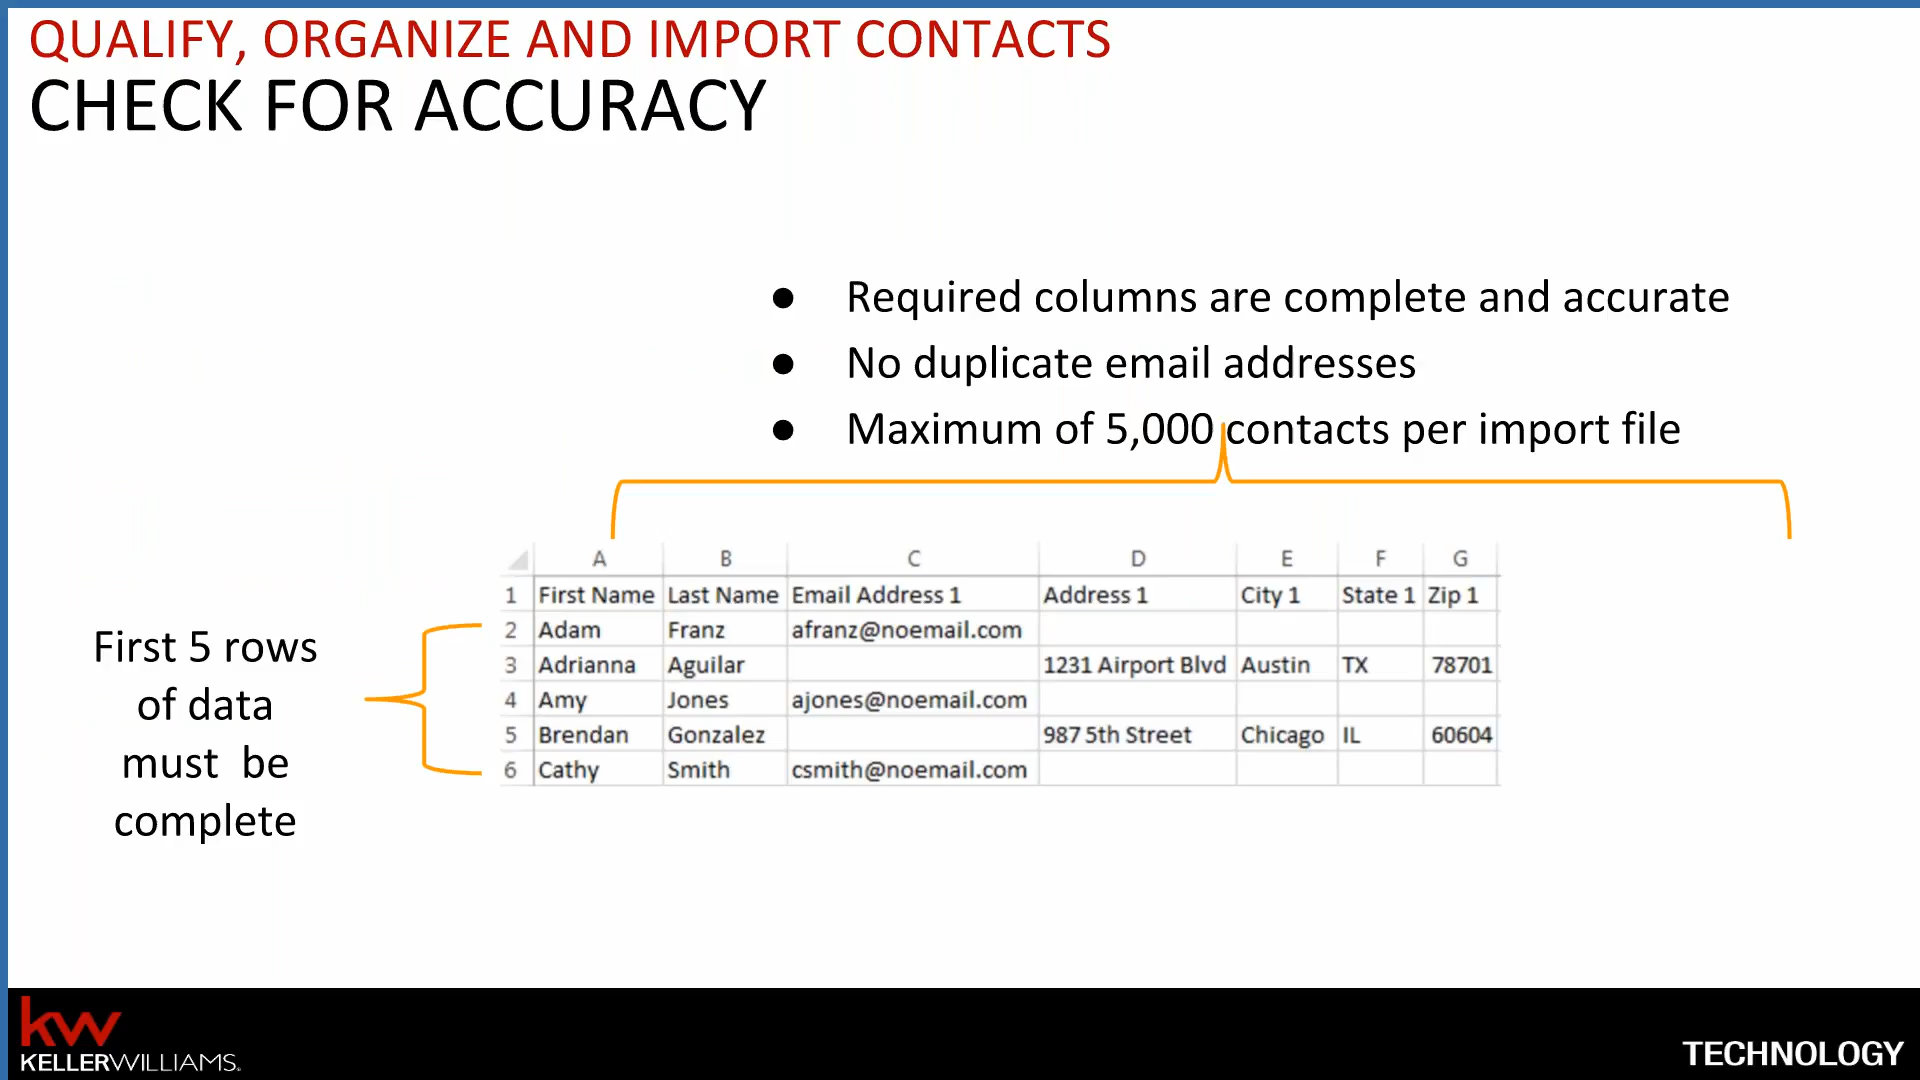 QUALIFY, ORGANIZE AND IMPORT CONTACTS
CHECK FOR ACCURACY
● Required columns are complete and accurate
● No duplicate email addresses
● Maximum of 5,000 contacts per import file
First 5 rows
of data
must be
complete
A B C D E F G
1 First Name Last Name Email Address 1 Address 1 City 1 State 1 Zip 1
2 Adam Franz afranz@noemail.com
3 Adrianna Aguilar 1231 Airport Blvd Austin TX 78701
4 Amy Jones ajones@noemail.com
5 Brendan Gonzalez 987 5th Street Chicago IL 60604
6 Cathy Smith csmith@noemail.com
kw
KELLERWILLIAMS.
TECHNOLOGY